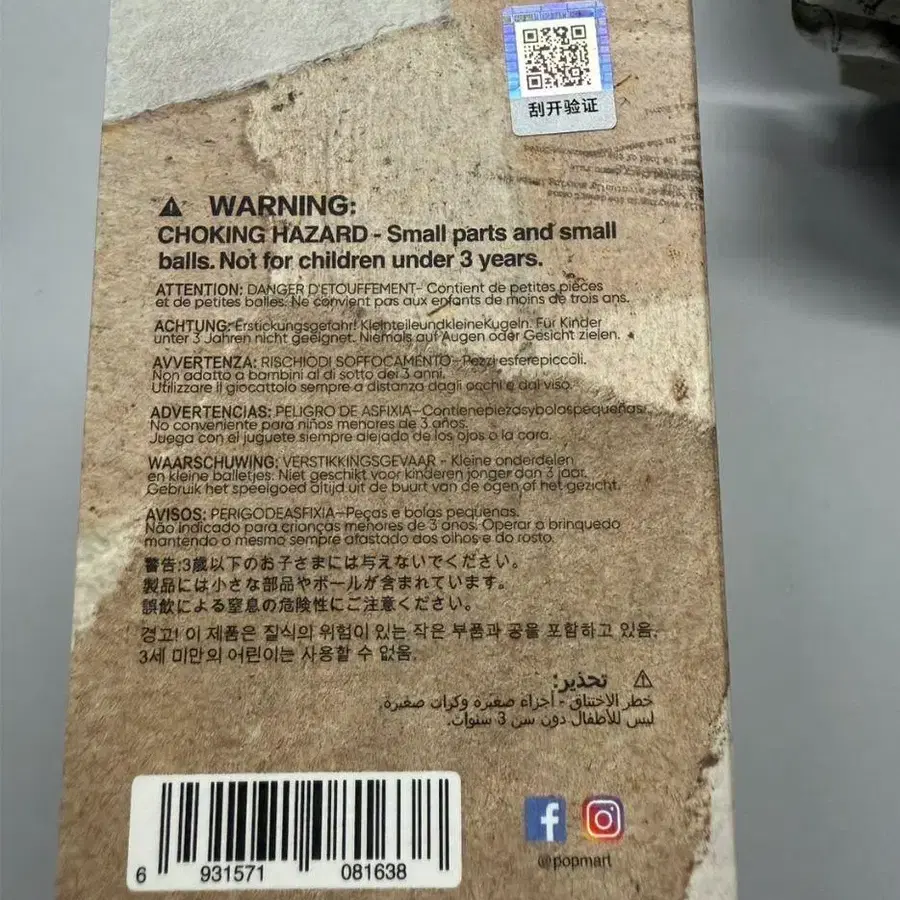 刮开验证
WARNING:
CHOKING HAZARD - Small parts and small
balls. Not for children under 3 years.
ATTENTION: DANGER D'ETOUFFEMENT- Contient de petites pièces
et de petites balles. Ne convient pas aux enfants de moins de trois ans.
ACHTUNG: Erstickungsgefahr! KleinteileundkleineKugeln. Für Kinder
unter 3 Jahren nicht geeignet. Niemals auf Augen oder Gesicht zielen.
AVVERTENZA: RISCHIODI SOFFOCAMENTO-Pezzi esferepiccoli.
Non adatto a bambini al di sotto dei 3 anni.
Utilizzare il giocattolo sempre a distanza dagli occhi e dal viso.
ADVERTENCIAS: PELIGRO DE ASFIXIA-Contienepiezasybolaspequeñas.
No conveniente para niños menores de 3 años.
Juega con el juguete siempre alejado de los ojos o la cara.
WAARSCHUWING: VERSTIKKINGSGEVAAR - Kleine onderdelen
en kleine balletjes. Niet geschikt voor kinderen jonger dan 3 jaar.
Gebruik het speelgoed altijd uit de buurt van de ogen of het gezicht.
AVISOS: PERIGODEASFIXIA-Peças e bolas pequenas.
Não indicado para crianças menores de 3 anos. Operar o brinquedo
mantendo o mesmo sempre afastado dos olhos e do rosto.
警告:3歳以下のお子さまには与えないでください。
製品には小さな部品やボールが含まれています。
誤飲による窒息の危険性にご注意ください。
경고! 이 제품은 질식의 위험이 있는 작은 부품과 공을 포함하고 있음.
3세 미만의 어린이는 사용할 수 없음.
تحذير:
خطر الاختناق - أجزاء صغيرة وكرات صغيرة.
ليس للأطفال دون سن 3 سنوات.
6 931571 081638
@popmart